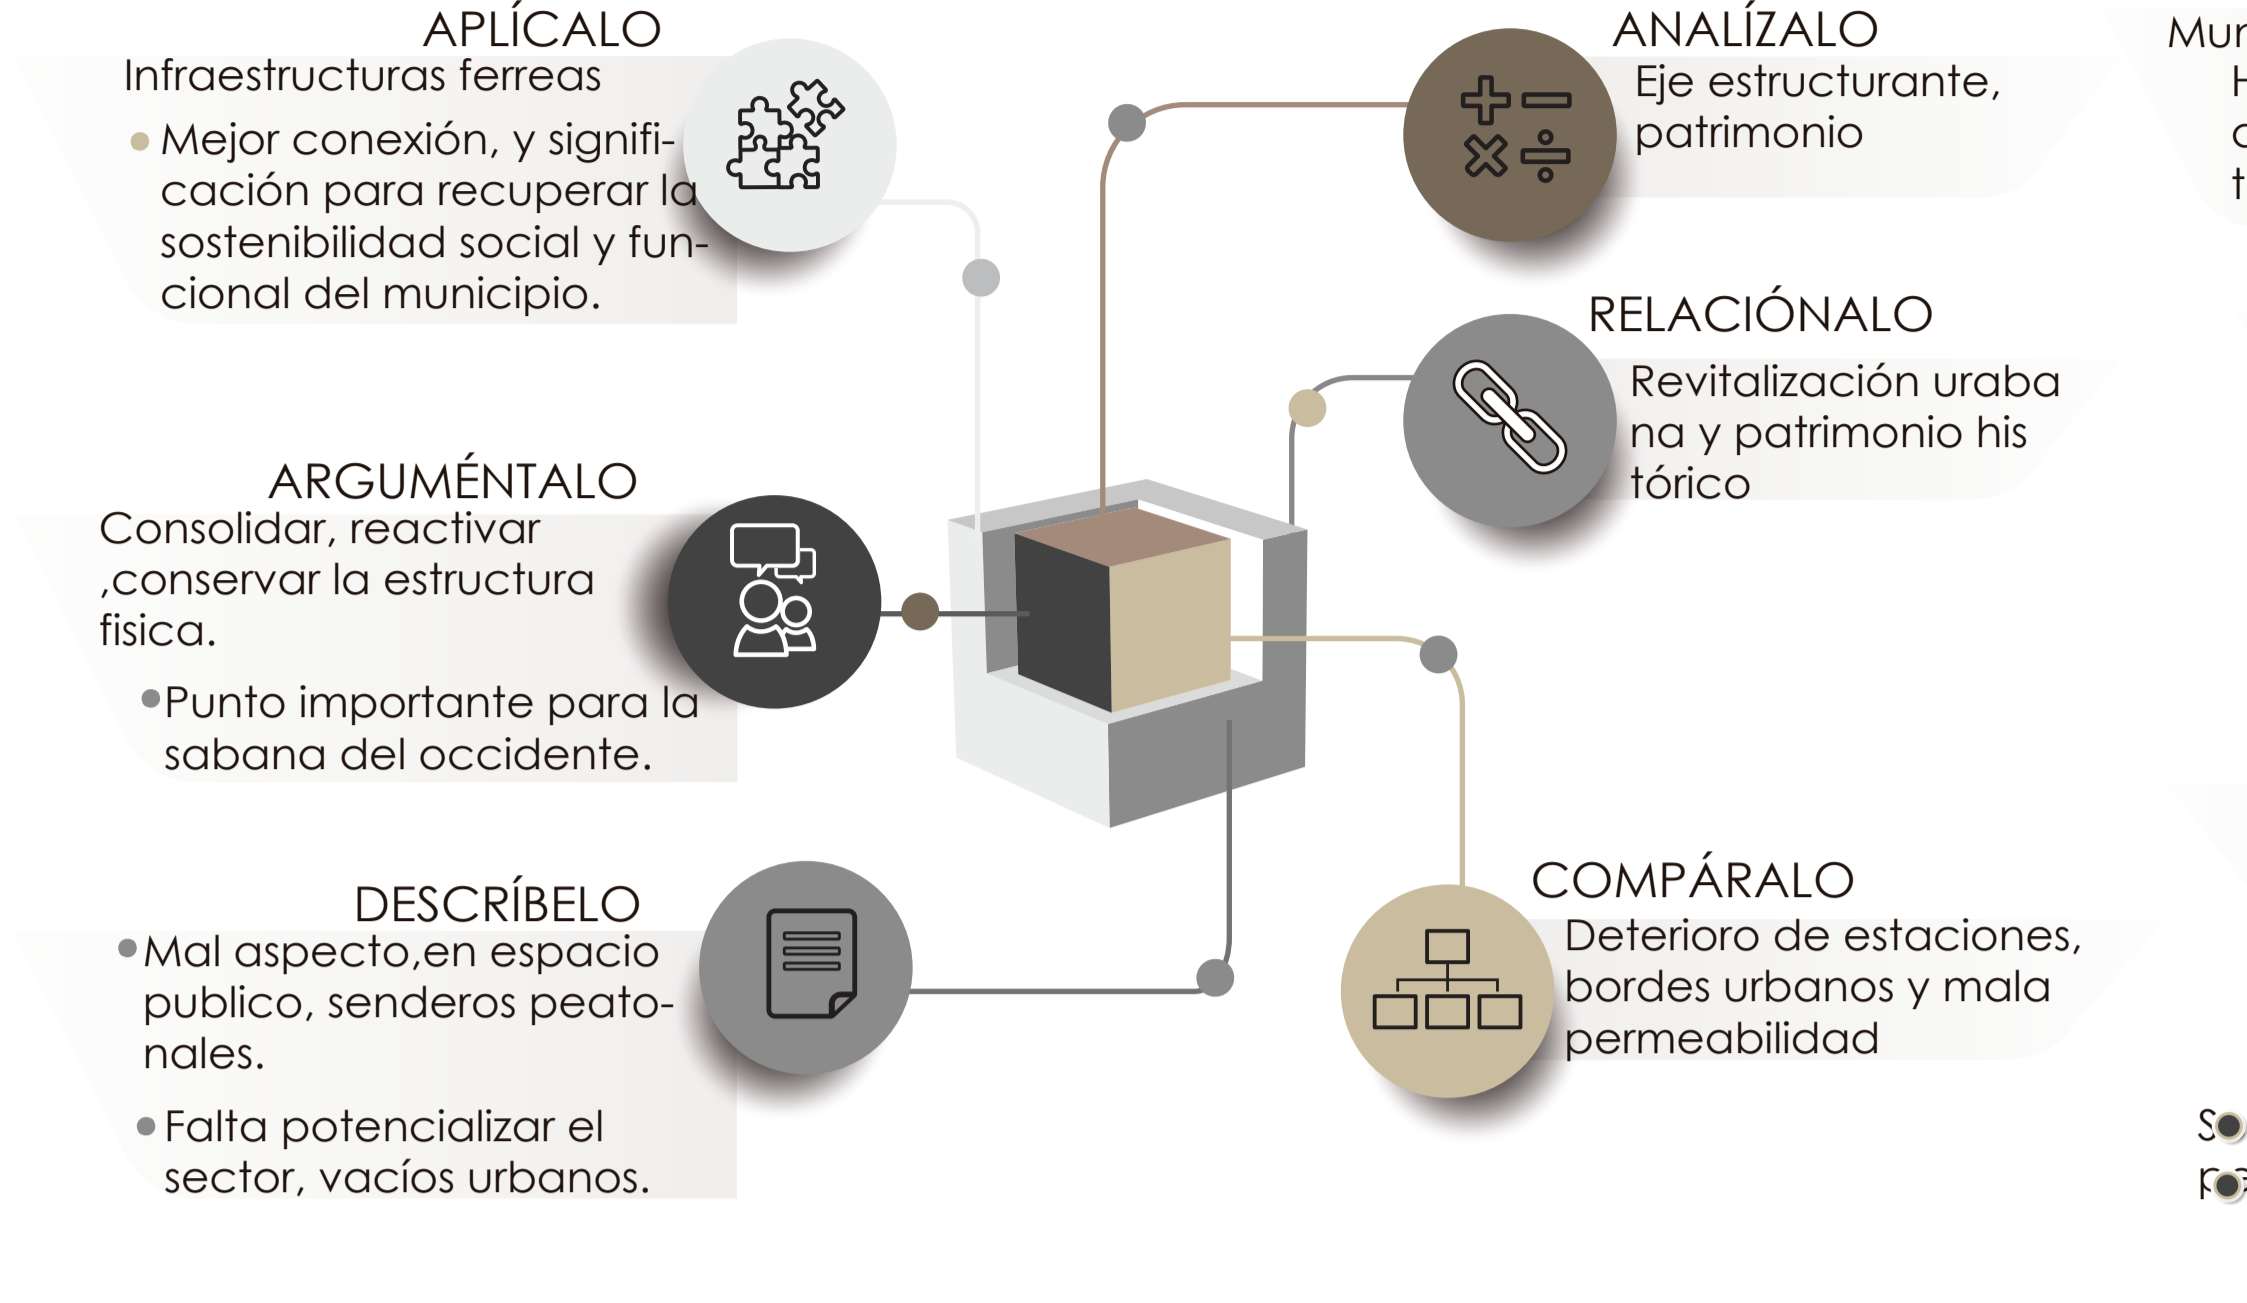 APLÍCALO
Infraestructuras ferreas
Mejor conexión, y signifi-
cación para recuperar la
sostenibilidad social y fun-
cional del municipio.
ARGUMÉNTALO
Consolidar, reactivar
,conservar la estructura
fisica.
Punto importante para la
sabana del occidente.
DESCRÍBELO
Mal aspecto,en espacio
publico, senderos peato-
nales.
Falta potencializar el
sector, vacíos urbanos.
ANALÍZALO
Eje estructurante,
patrimonio
RELACIÓNALO
Revitalización uraba
na y patrimonio his
tórico
COMPÁRALO
Deterioro de estaciones,
bordes urbanos y mala
permeabilidad